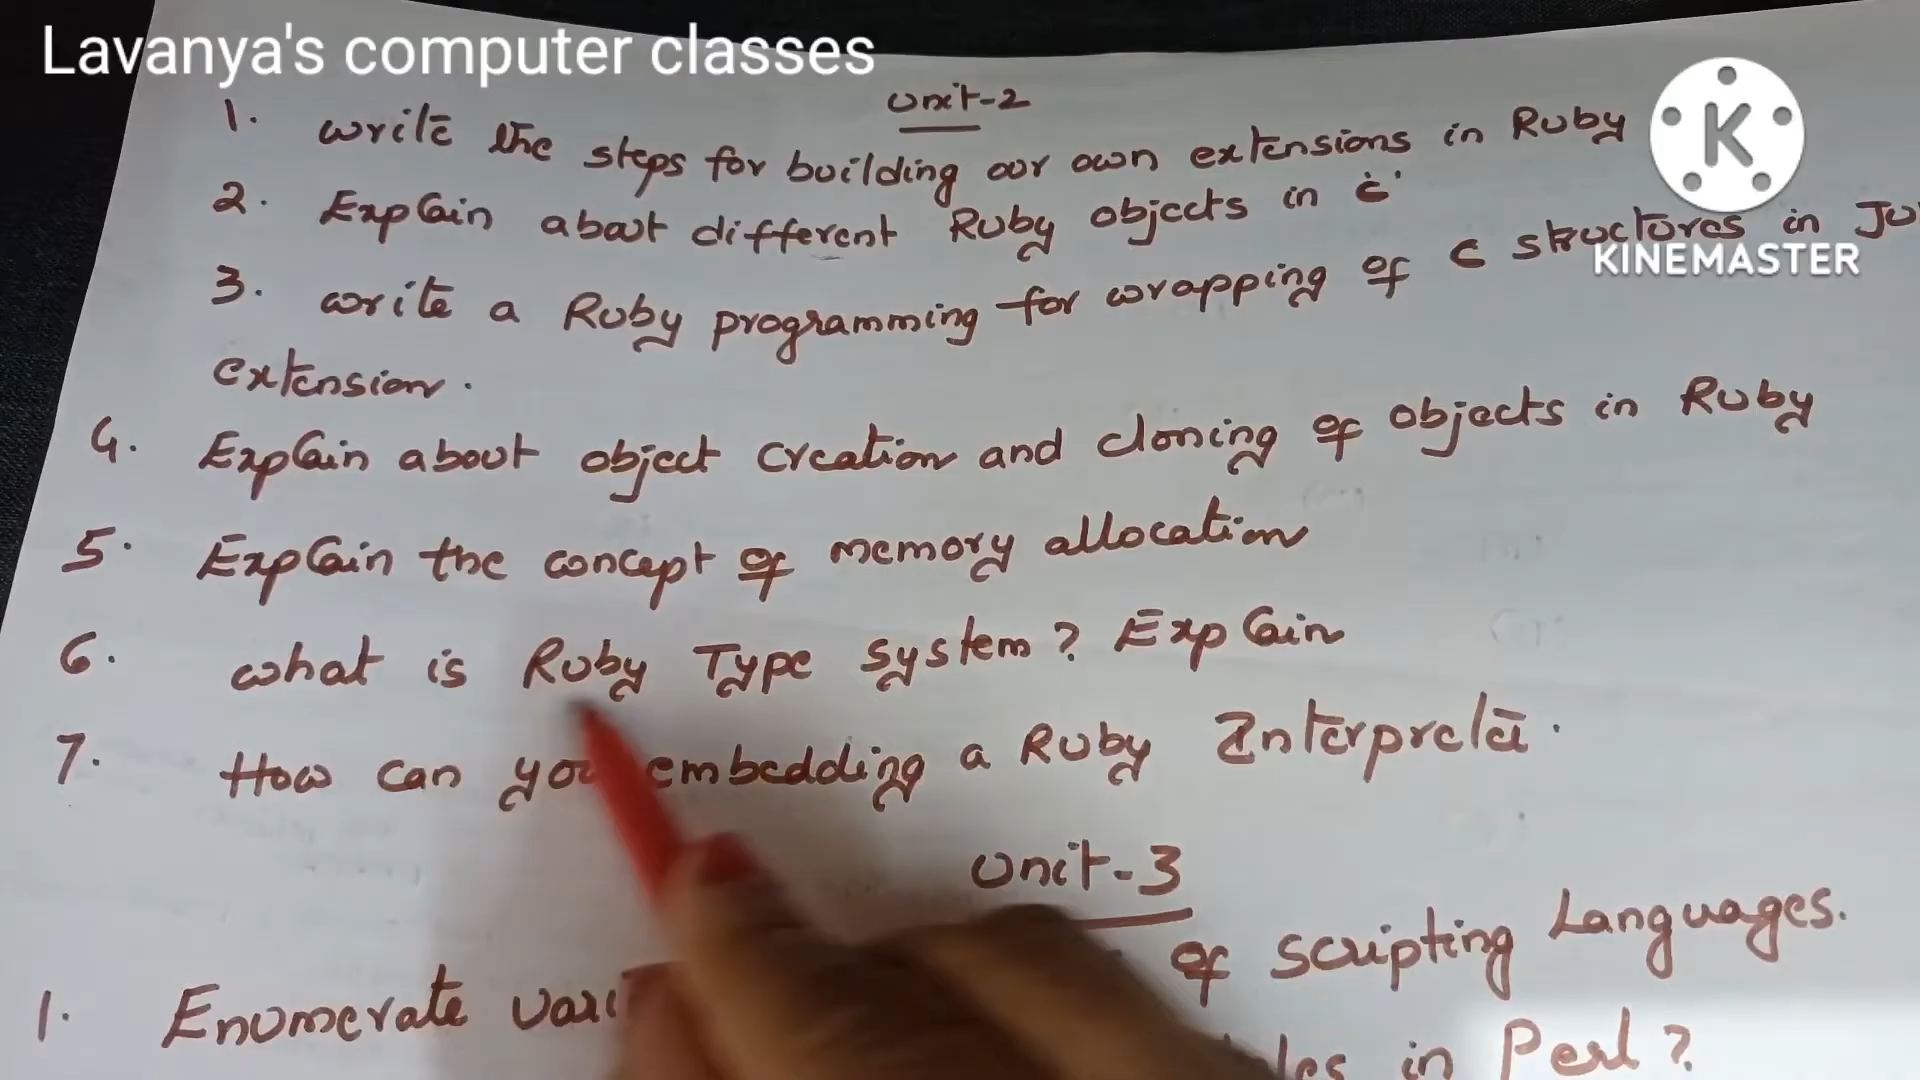 Lavanya's computer classes
Unit-2
1. write the steps for building our own extensions in Ruby
2. Explain about different Ruby objects in 'c'
3. write a Ruby programming for wrapping of c structures in
extension.
4. Explain about object creation and cloning of objects in Ruby
5. Explain the concept of memory allocation
6. what is Ruby Type system? Explain
7. How can you embedding a Ruby Interpreter.
Unit-3
1. Enumerate of scripting Languages.
in Perl?
K
KINEMASTER